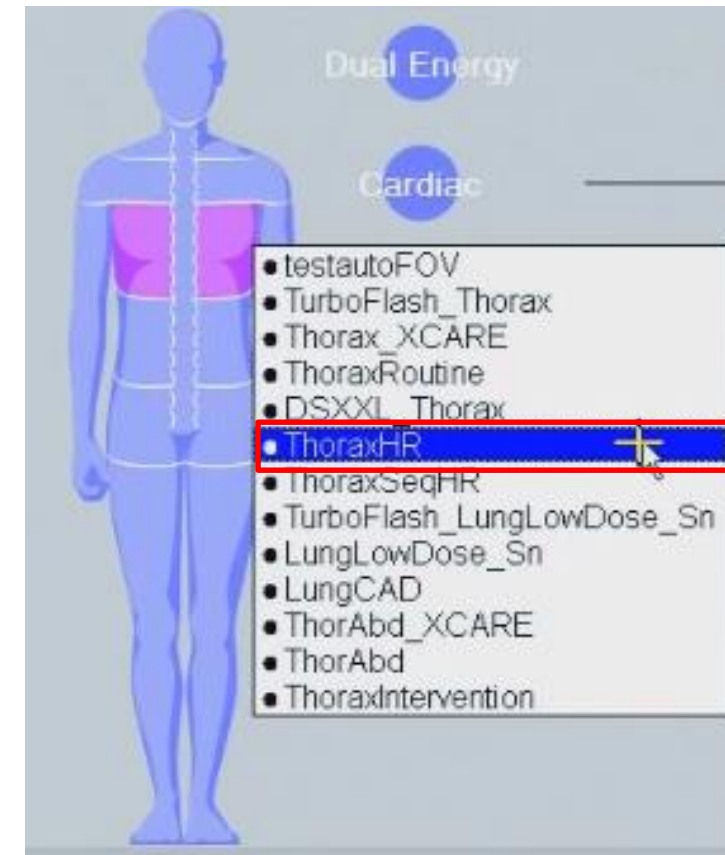 Dual Energy
Cardiac
testautoFOV
TurboFlash_Thorax
Thorax_XCARE
ThoraxRoutine
DSXXL_Thorax
ThoraxHR
ThoraxSeqHR
TurboFlash_LungLowDose_Sn
LungLowDose_Sn
LungCAD
ThorAbd_XCARE
ThorAbd
ThoraxIntervention